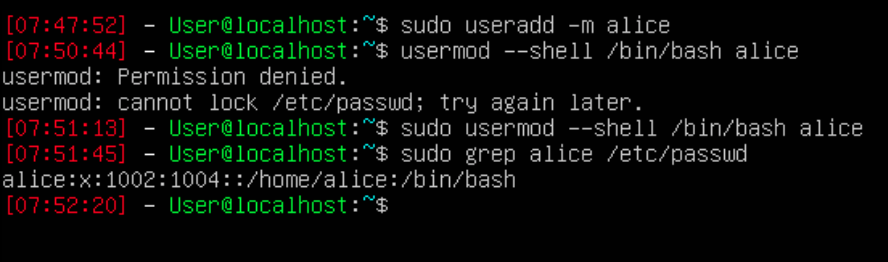 [07:47:52] - User@localhost:~$ sudo useradd -m alice
[07:50:44] - User@localhost:~$ usermod --shell /bin/bash alice
usermod: Permission denied.
usermod: cannot lock /etc/passwd; try again later.
[07:51:13] - User@localhost:~$ sudo usermod --shell /bin/bash alice
[07:51:45] - User@localhost:~$ sudo grep alice /etc/passwd
alice:x:1002:1004::/home/alice:/bin/bash
[07:52:20] - User@localhost:~$